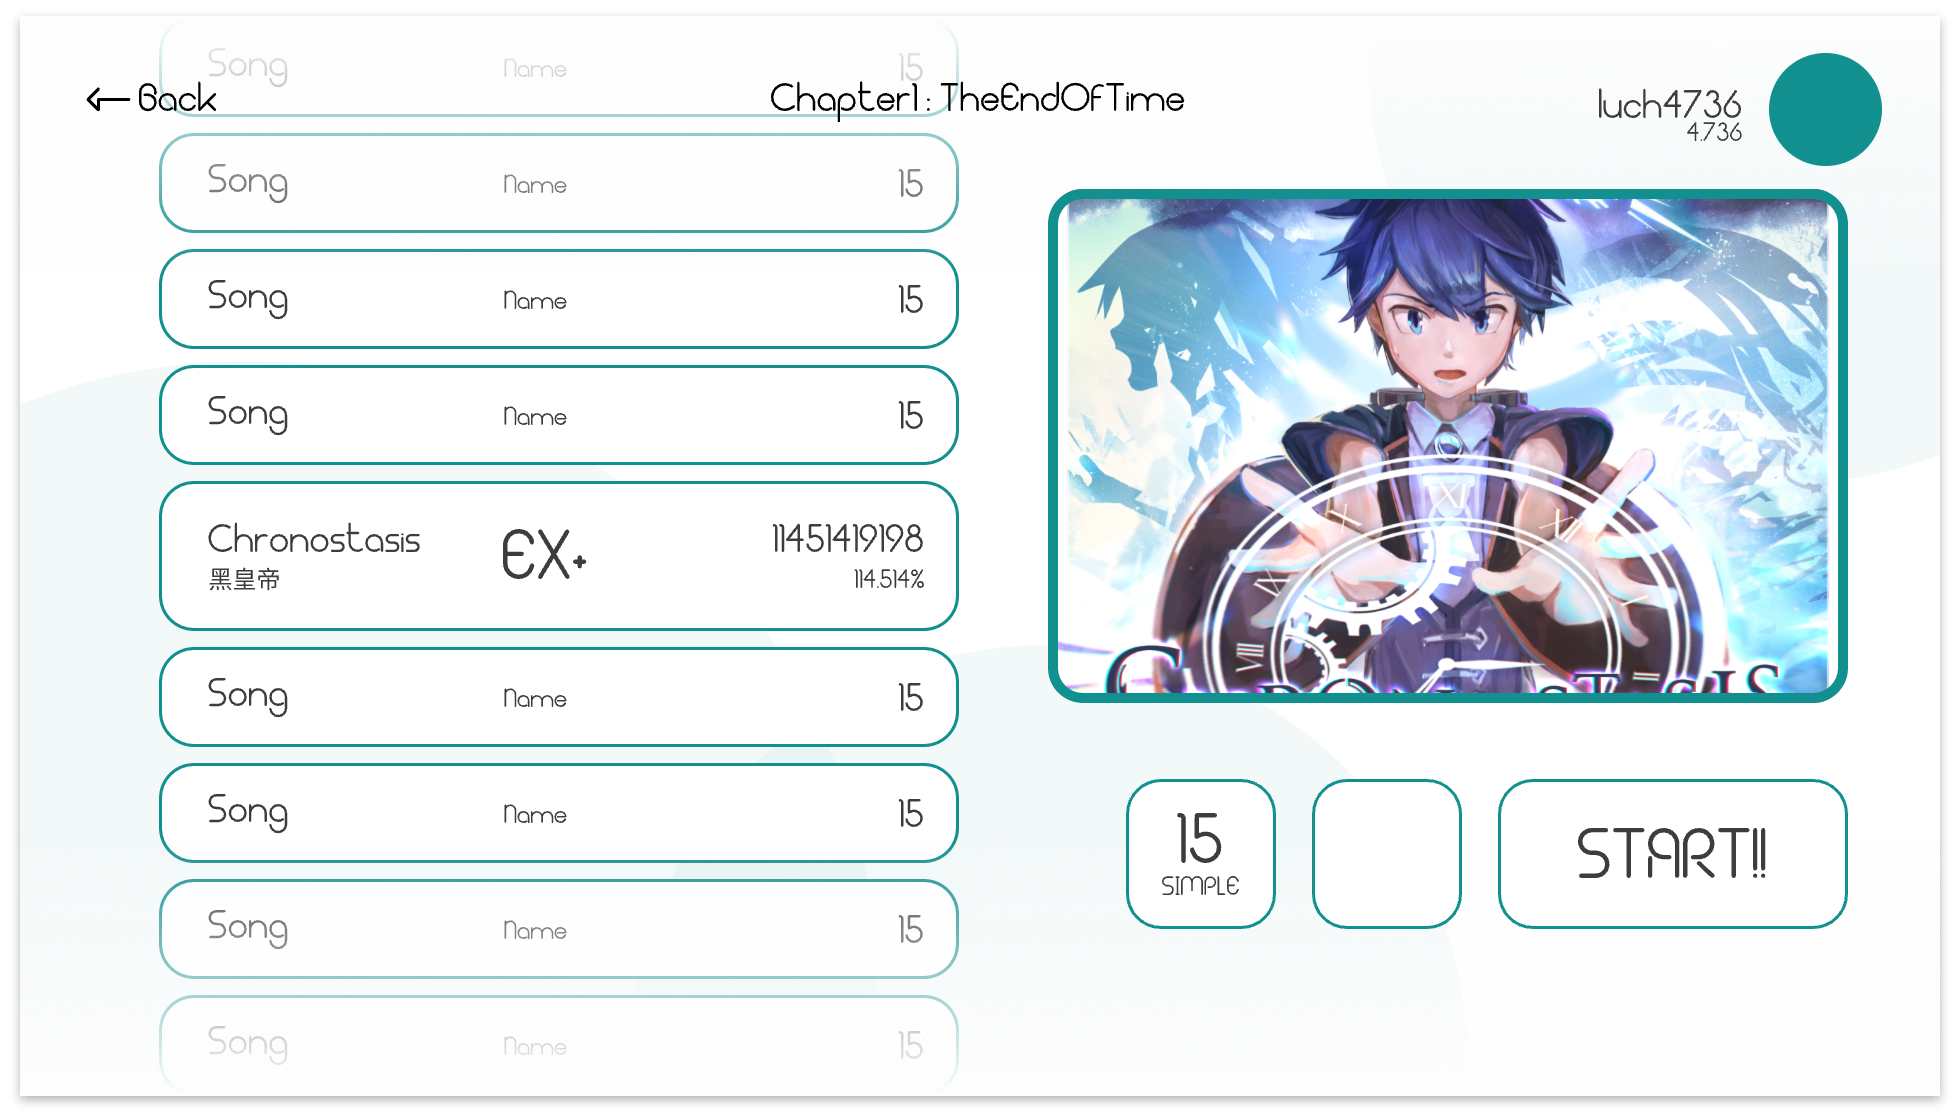 Song Name 15
← Back
Chapter1 : TheEndOfTime
luch4736
4.736
Song Name 15
Song Name 15
Song Name 15
Chronostasis
黑皇帝
EX+
11451419198
114.514%
Song Name 15
Song Name 15
Song Name 15
Song Name 15
XI
X
VIII
15
SIMPLE
START!!